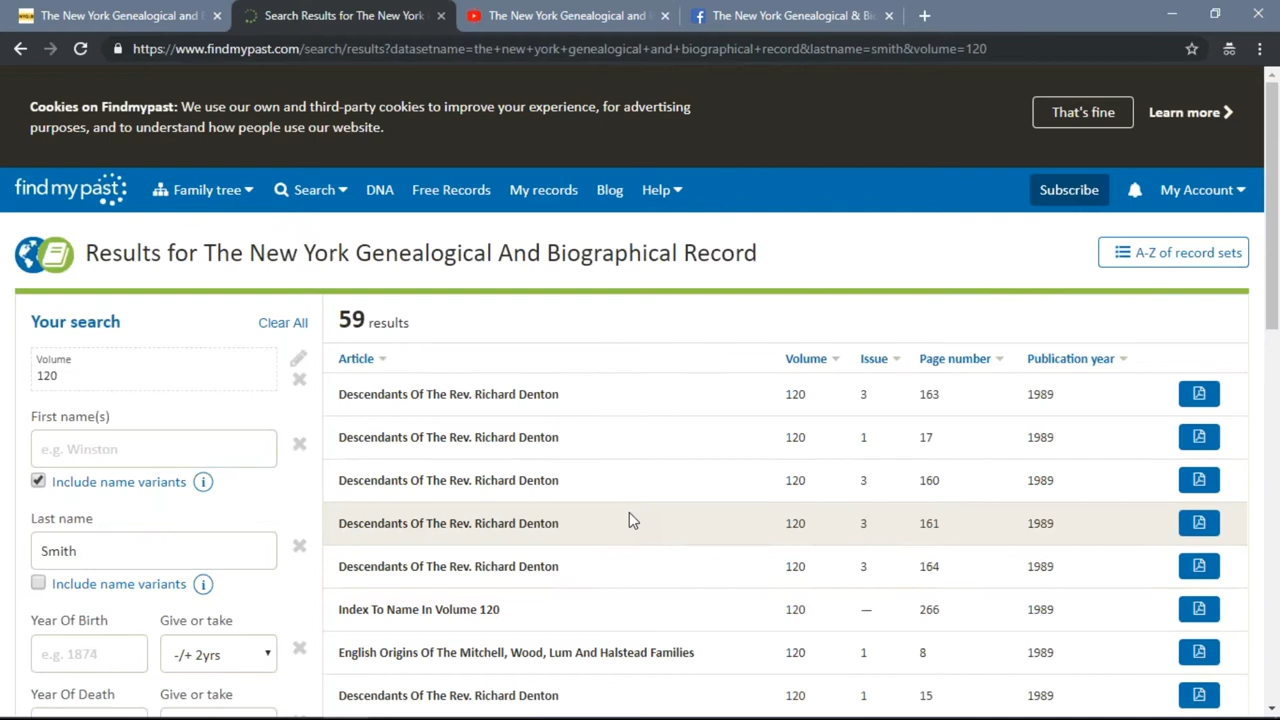 The New York Genealogical and
Search Results for The New York
The New York Genealogical and
The New York Genealogical & Bi
https://www.findmypast.com/search/results?datasetname=the+new+york+genealogical+and+biographical+record&lastname=smith&volume=120
Cookies on Findmypast: We use our own and third-party cookies to improve your experience, for advertising
purposes, and to understand how people use our website.
That's fine
Learn more
find my past
Family tree
Search
DNA
Free Records
My records
Blog
Help
Subscribe
My Account
Results for The New York Genealogical And Biographical Record
A-Z of record sets
Your search
Clear All
Volume
120
First name(s)
e.g. Winston
Include name variants
Last name
Smith
Include name variants
Year Of Birth Give or take
e.g. 1874 -/+ 2yrs
Year Of Death Give or take
59 results
Article Volume Issue Page number Publication year
Descendants Of The Rev. Richard Denton 120 3 163 1989
Descendants Of The Rev. Richard Denton 120 1 17 1989
Descendants Of The Rev. Richard Denton 120 3 160 1989
Descendants Of The Rev. Richard Denton 120 3 161 1989
Descendants Of The Rev. Richard Denton 120 3 164 1989
Index To Name In Volume 120 120 — 266 1989
English Origins Of The Mitchell, Wood, Lum And Halstead Families 120 1 8 1989
Descendants Of The Rev. Richard Denton 120 1 15 1989